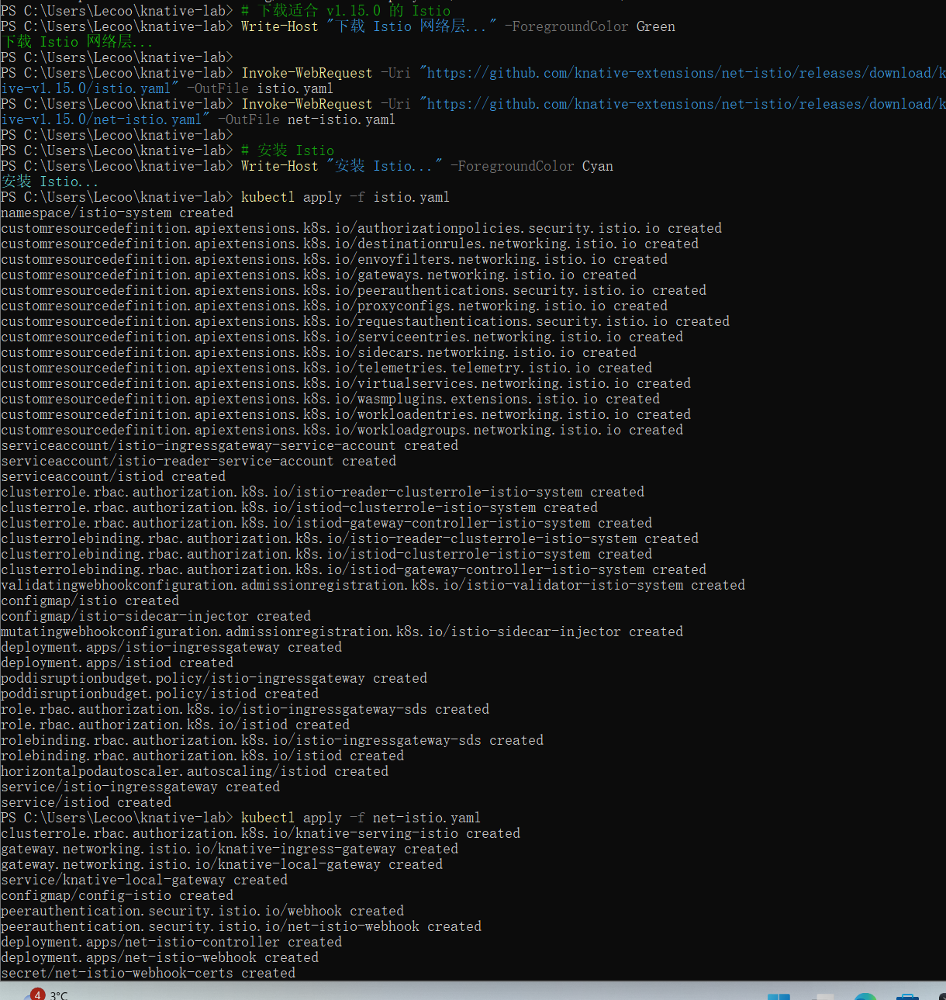 PS C:\Users\Lecoo\knative-lab> # 下载适合 v1.15.0 的 Istio
PS C:\Users\Lecoo\knative-lab> Write-Host "下载 Istio 网络层..." -ForegroundColor Green
下载 Istio 网络层...
PS C:\Users\Lecoo\knative-lab>
PS C:\Users\Lecoo\knative-lab> Invoke-WebRequest -Uri "https://github.com/knative-extensions/net-istio/releases/download/k
ive-v1.15.0/istio.yaml" -OutFile istio.yaml
PS C:\Users\Lecoo\knative-lab> Invoke-WebRequest -Uri "https://github.com/knative-extensions/net-istio/releases/download/k
ive-v1.15.0/net-istio.yaml" -OutFile net-istio.yaml
PS C:\Users\Lecoo\knative-lab>
PS C:\Users\Lecoo\knative-lab> # 安装 Istio
PS C:\Users\Lecoo\knative-lab> Write-Host "安装 Istio..." -ForegroundColor Cyan
安装 Istio...
PS C:\Users\Lecoo\knative-lab> kubectl apply -f istio.yaml
namespace/istio-system created
customresourcedefinition.apiextensions.k8s.io/authorizationpolicies.security.istio.io created
customresourcedefinition.apiextensions.k8s.io/destinationrules.networking.istio.io created
customresourcedefinition.apiextensions.k8s.io/envoyfilters.networking.istio.io created
customresourcedefinition.apiextensions.k8s.io/gateways.networking.istio.io created
customresourcedefinition.apiextensions.k8s.io/peerauthentications.security.istio.io created
customresourcedefinition.apiextensions.k8s.io/proxyconfigs.networking.istio.io created
customresourcedefinition.apiextensions.k8s.io/requestauthentications.security.istio.io created
customresourcedefinition.apiextensions.k8s.io/serviceentries.networking.istio.io created
customresourcedefinition.apiextensions.k8s.io/sidecars.networking.istio.io created
customresourcedefinition.apiextensions.k8s.io/telemetries.telemetry.istio.io created
customresourcedefinition.apiextensions.k8s.io/virtualservices.networking.istio.io created
customresourcedefinition.apiextensions.k8s.io/wasmplugins.extensions.istio.io created
customresourcedefinition.apiextensions.k8s.io/workloadentries.networking.istio.io created
customresourcedefinition.apiextensions.k8s.io/workloadgroups.networking.istio.io created
serviceaccount/istio-ingressgateway-service-account created
serviceaccount/istio-reader-service-account created
serviceaccount/istiod created
clusterrole.rbac.authorization.k8s.io/istio-reader-clusterrole-istio-system created
clusterrole.rbac.authorization.k8s.io/istiod-clusterrole-istio-system created
clusterrole.rbac.authorization.k8s.io/istiod-gateway-controller-istio-system created
clusterrolebinding.rbac.authorization.k8s.io/istio-reader-clusterrole-istio-system created
clusterrolebinding.rbac.authorization.k8s.io/istiod-clusterrole-istio-system created
clusterrolebinding.rbac.authorization.k8s.io/istiod-gateway-controller-istio-system created
validatingwebhookconfiguration.admissionregistration.k8s.io/istio-validator-istio-system created
configmap/istio created
configmap/istio-sidecar-injector created
mutatingwebhookconfiguration.admissionregistration.k8s.io/istio-sidecar-injector created
deployment.apps/istio-ingressgateway created
deployment.apps/istiod created
poddisruptionbudget.policy/istio-ingressgateway created
poddisruptionbudget.policy/istiod created
role.rbac.authorization.k8s.io/istio-ingressgateway-sds created
role.rbac.authorization.k8s.io/istiod created
rolebinding.rbac.authorization.k8s.io/istio-ingressgateway-sds created
rolebinding.rbac.authorization.k8s.io/istiod created
horizontalpodautoscaler.autoscaling/istiod created
service/istio-ingressgateway created
service/istiod created
PS C:\Users\Lecoo\knative-lab> kubectl apply -f net-istio.yaml
clusterrole.rbac.authorization.k8s.io/knative-serving-istio created
gateway.networking.istio.io/knative-ingress-gateway created
gateway.networking.istio.io/knative-local-gateway created
service/knative-local-gateway created
configmap/config-istio created
peerauthentication.security.istio.io/webhook created
peerauthentication.security.istio.io/net-istio-webhook created
deployment.apps/net-istio-controller created
deployment.apps/net-istio-webhook created
secret/net-istio-webhook-certs created
4 3°C